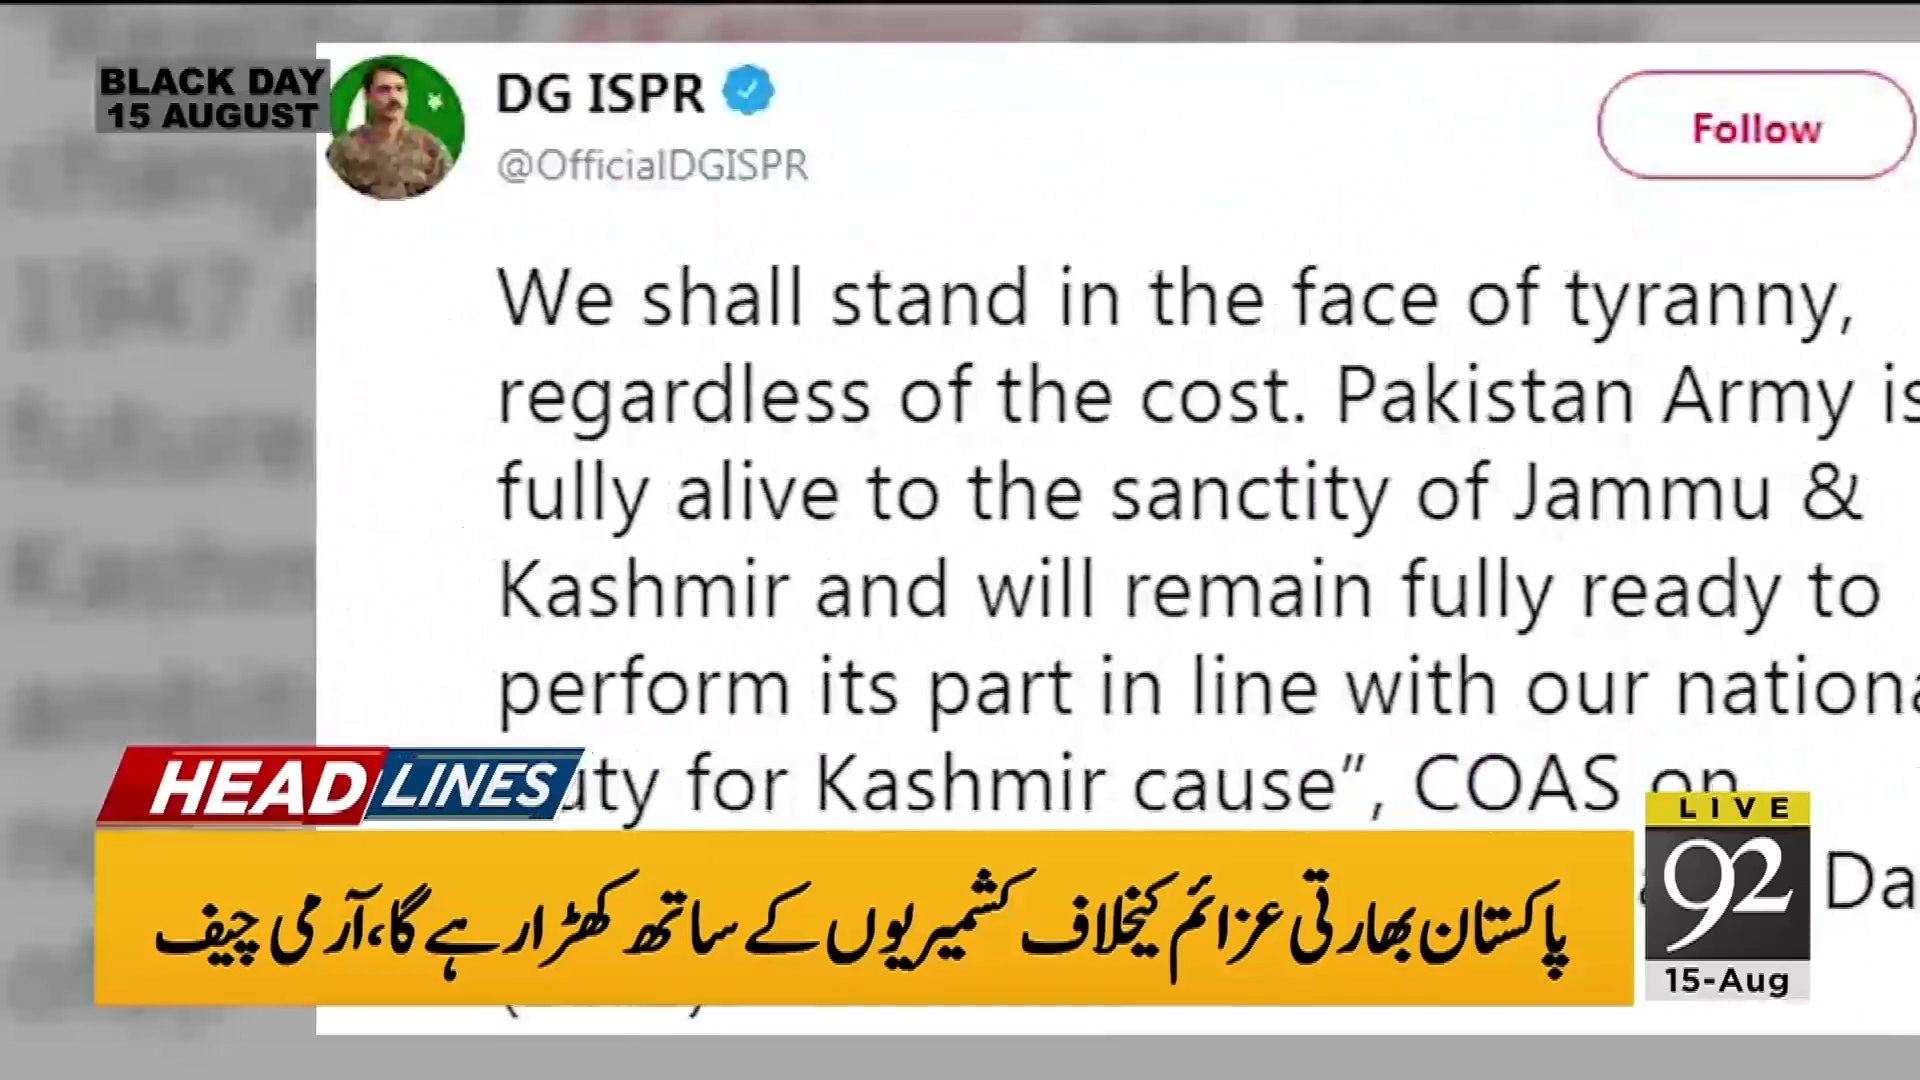 BLACK DAY
15 AUGUST
DG ISPR
@OfficialDGISPR
Follow
We shall stand in the face of tyranny,
regardless of the cost. Pakistan Army is
fully alive to the sanctity of Jammu &
Kashmir and will remain fully ready to
perform its part in line with our nationa
uty for Kashmir cause”, COAS on
Da
HEADLINES
پاکستان بھارتی عزائم کیخلاف کشمیریوں کے ساتھ کھڑا رہے گا، آرمی چیف
LIVE
92
15-Aug
1947
future